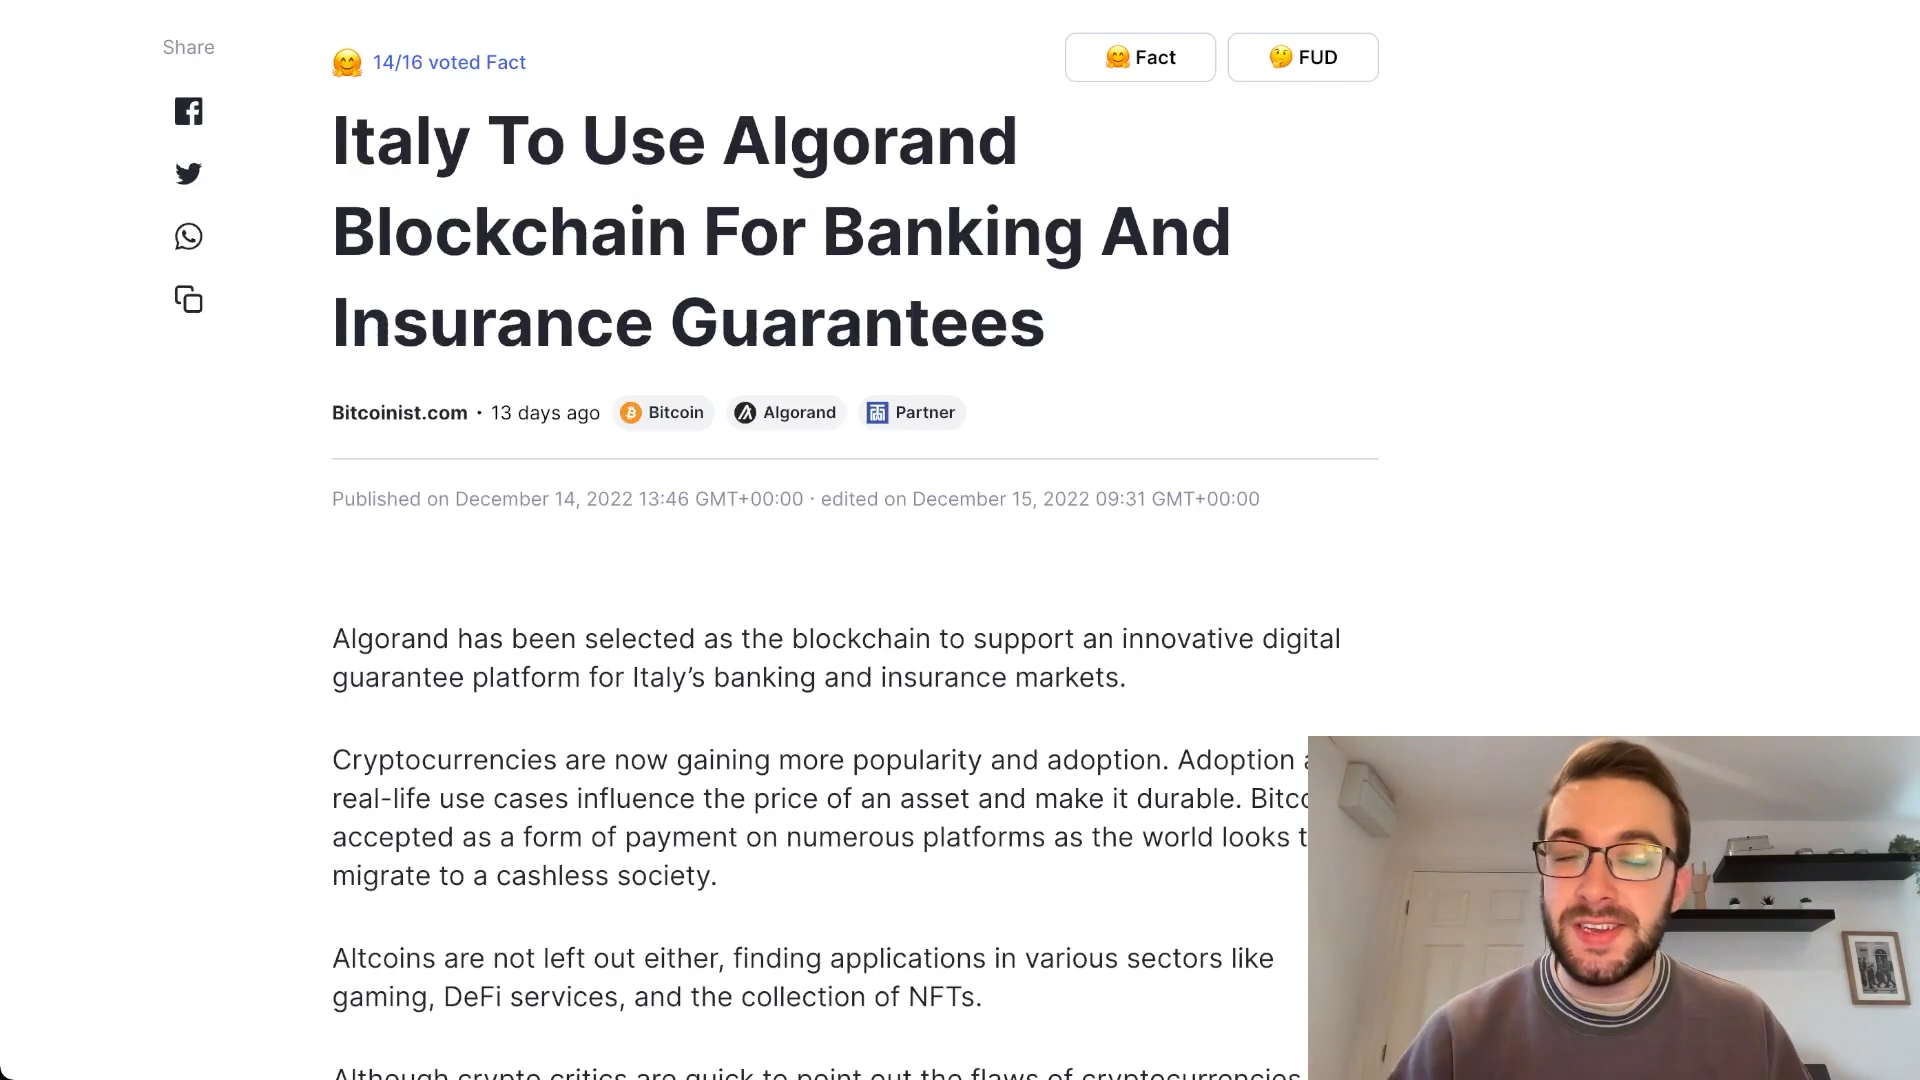 Share
14/16 voted Fact
Fact
FUD
Italy To Use Algorand
Blockchain For Banking And
Insurance Guarantees
Bitcoinist.com • 13 days ago
Bitcoin
Algorand
Partner
Published on December 14, 2022 13:46 GMT+00:00 · edited on December 15, 2022 09:31 GMT+00:00
Algorand has been selected as the blockchain to support an innovative digital
guarantee platform for Italy’s banking and insurance markets.
Cryptocurrencies are now gaining more popularity and adoption. Adoption
real-life use cases influence the price of an asset and make it durable.
accepted as a form of payment on numerous platforms as the world looks
migrate to a cashless society.
Altcoins are not left out either, finding applications in various sectors like
gaming, DeFi services, and the collection of NFTs.
Although crypto critics are quick to point out the flaws of cryptocurrencies